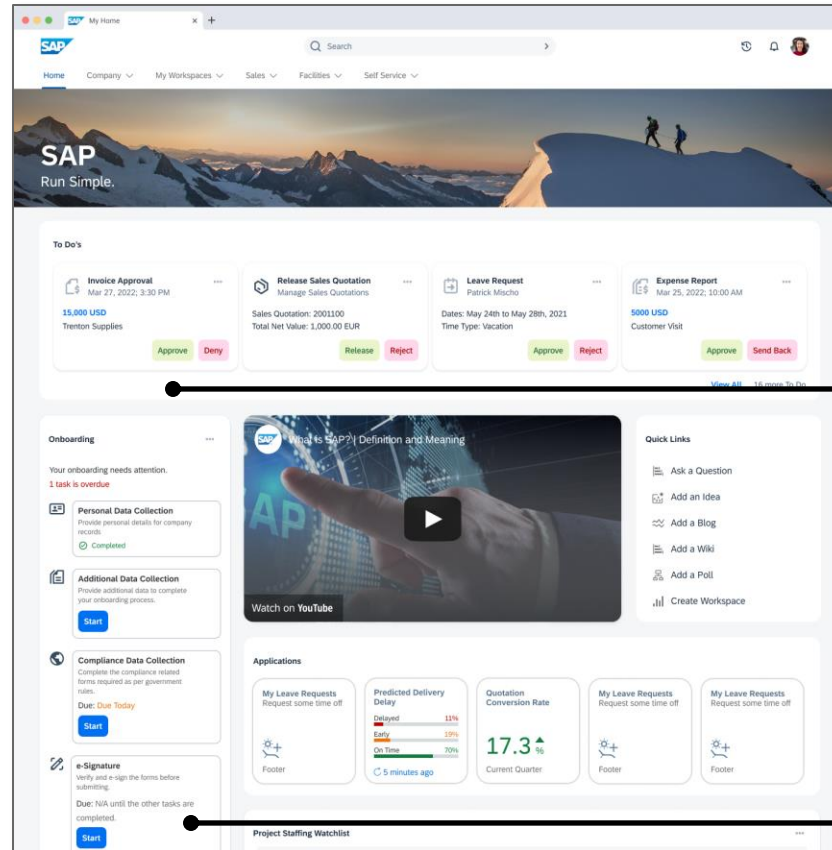 SAP My Home
SAP
Search
Home Company My Workspaces Sales Facilities Self Service
SAP
Run Simple.
To Do's
Invoice Approval
Mar 27, 2022; 3:30 PM
15,000 USD
Trenton Supplies
Approve Deny
Release Sales Quotation
Manage Sales Quotations
Sales Quotation: 2001100
Total Net Value: 1,000.00 EUR
Release Reject
Leave Request
Patrick Mischo
Dates: May 24th to May 28th, 2021
Time Type: Vacation
Approve Reject
Expense Report
Mar 25, 2022; 10:00 AM
5000 USD
Customer Visit
Approve Send Back
View All 16 more To Do
Onboarding
Your onboarding needs attention.
1 task is overdue
Personal Data Collection
Provide personal details for company
records
Completed
Additional Data Collection
Provide additional data to complete
your onboarding process.
Start
Compliance Data Collection
Complete the compliance related
forms required as per government
rules.
Due: Due Today
Start
e-Signature
Verify and e-sign the forms before
submitting.
Due: N/A until the other tasks are
completed.
Start
SAP What is SAP? | Definition and Meaning
SAP
Watch on YouTube
Quick Links
Ask a Question
Add an Idea
Add a Blog
Add a Wiki
Add a Poll
Create Workspace
Applications
My Leave Requests
Request some time off
Footer
Predicted Delivery
Delay
Delayed 11%
Early 19%
On Time 70%
5 minutes ago
Quotation
Conversion Rate
17.3 %
Current Quarter
My Leave Requests
Request some time off
Footer
My Leave Requests
Request some time off
Footer
Project Staffing Watchlist